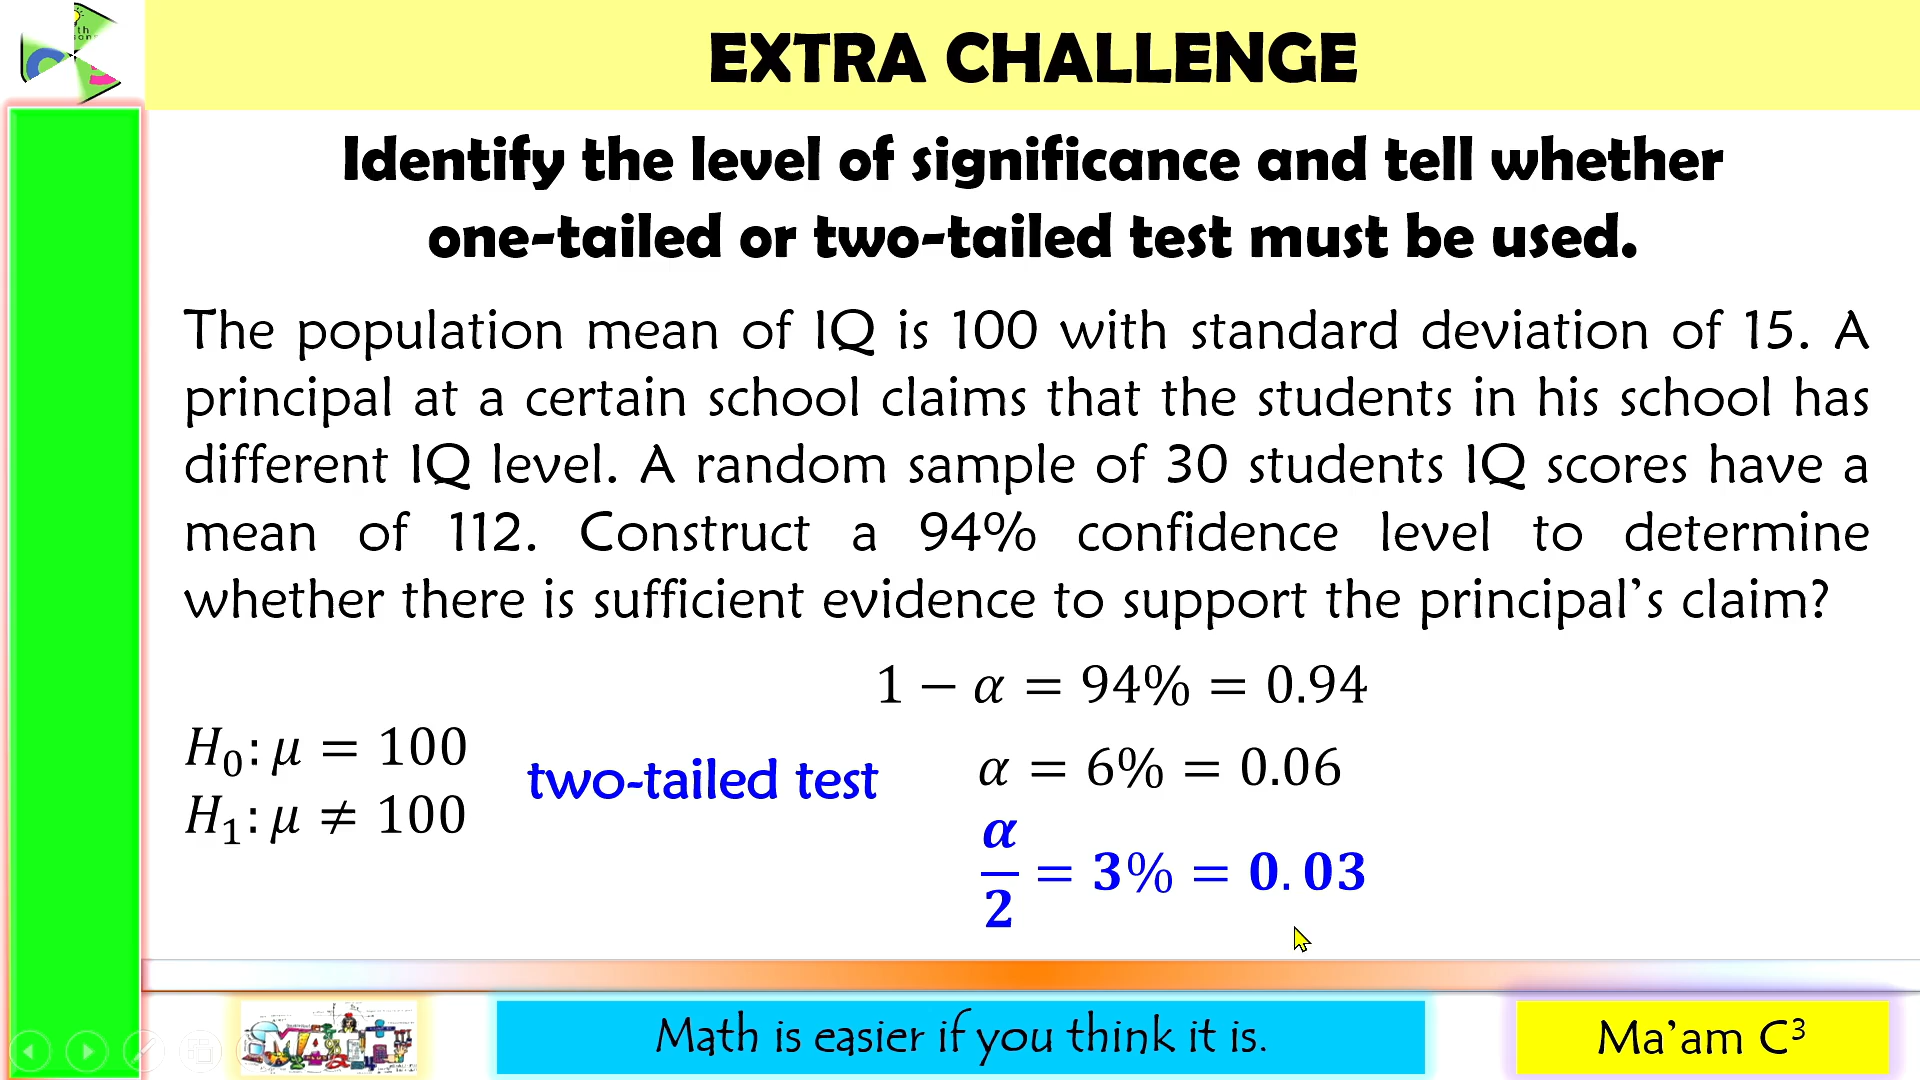 EXTRA CHALLENGE
Identify the level of significance and tell whether
one-tailed or two-tailed test must be used.
The population mean of IQ is 100 with standard deviation of 15. A
principal at a certain school claims that the students in his school has
different IQ level. A random sample of 30 students IQ scores have a
mean of 112. Construct a 94% confidence level to determine
whether there is sufficient evidence to support the principal’s claim?
1 − α = 94% = 0.94
H₀: μ = 100
two-tailed test
α = 6% = 0.06
H₁: μ ≠ 100
α/2 = 3% = 0.03
MATH
Math is easier if you think it is.
Ma’am C³